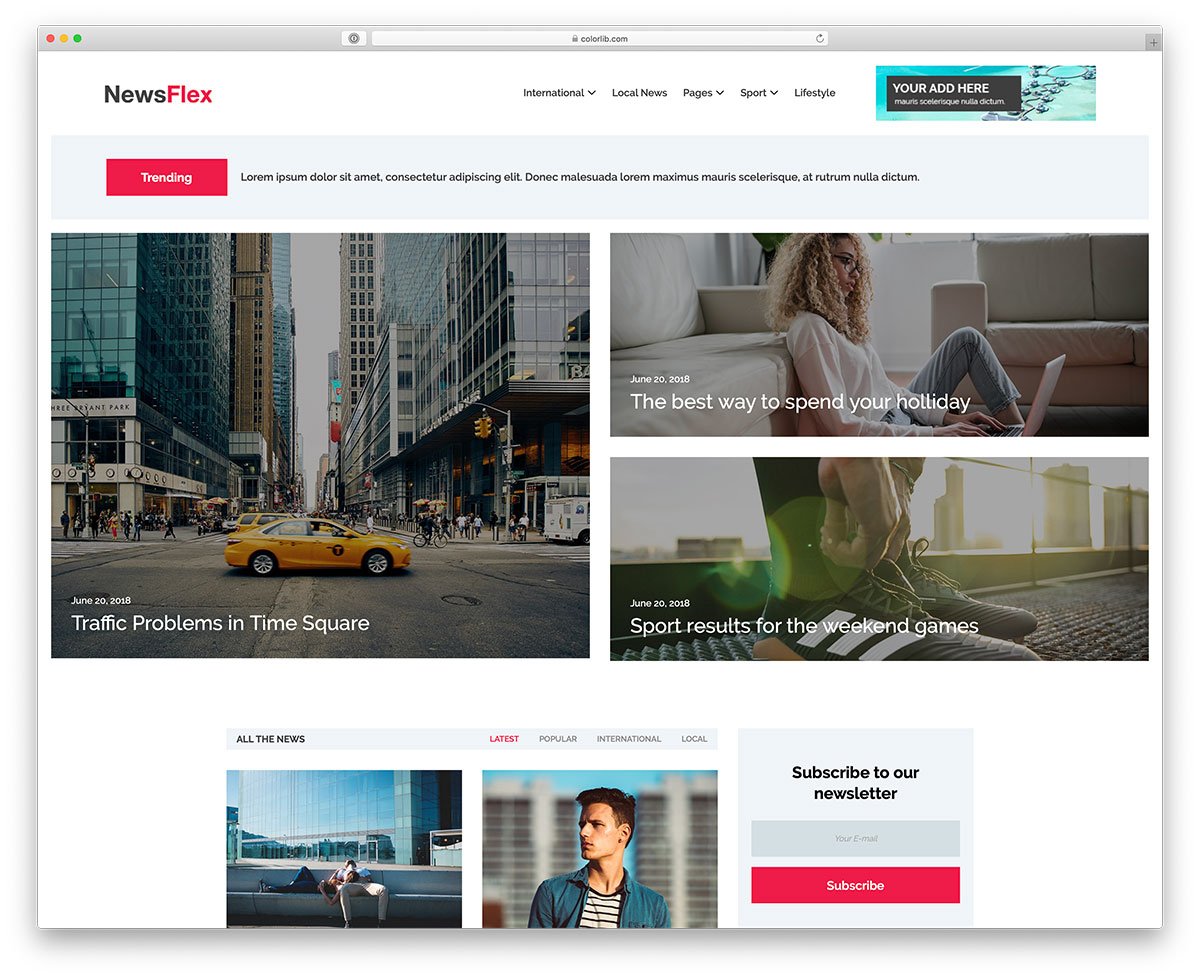 colorlib.com
NewsFlex
International
Local News
Pages
Sport
Lifestyle
YOUR ADD HERE
mauris scelerisque nulla dictum.
Trending
Lorem ipsum dolor sit amet, consectetur adipiscing elit. Donec malesuada lorem maximus mauris scelerisque, at rutrum nulla dictum.
HREE BRYANT PARK
BA
T
June 20, 2018
Traffic Problems in Time Square
June 20, 2018
The best way to spend your holliday
June 20, 2018
Sport results for the weekend games
ALL THE NEWS
LATEST
POPULAR
INTERNATIONAL
LOCAL
Subscribe to our
newsletter
Your E-mail
Subscribe